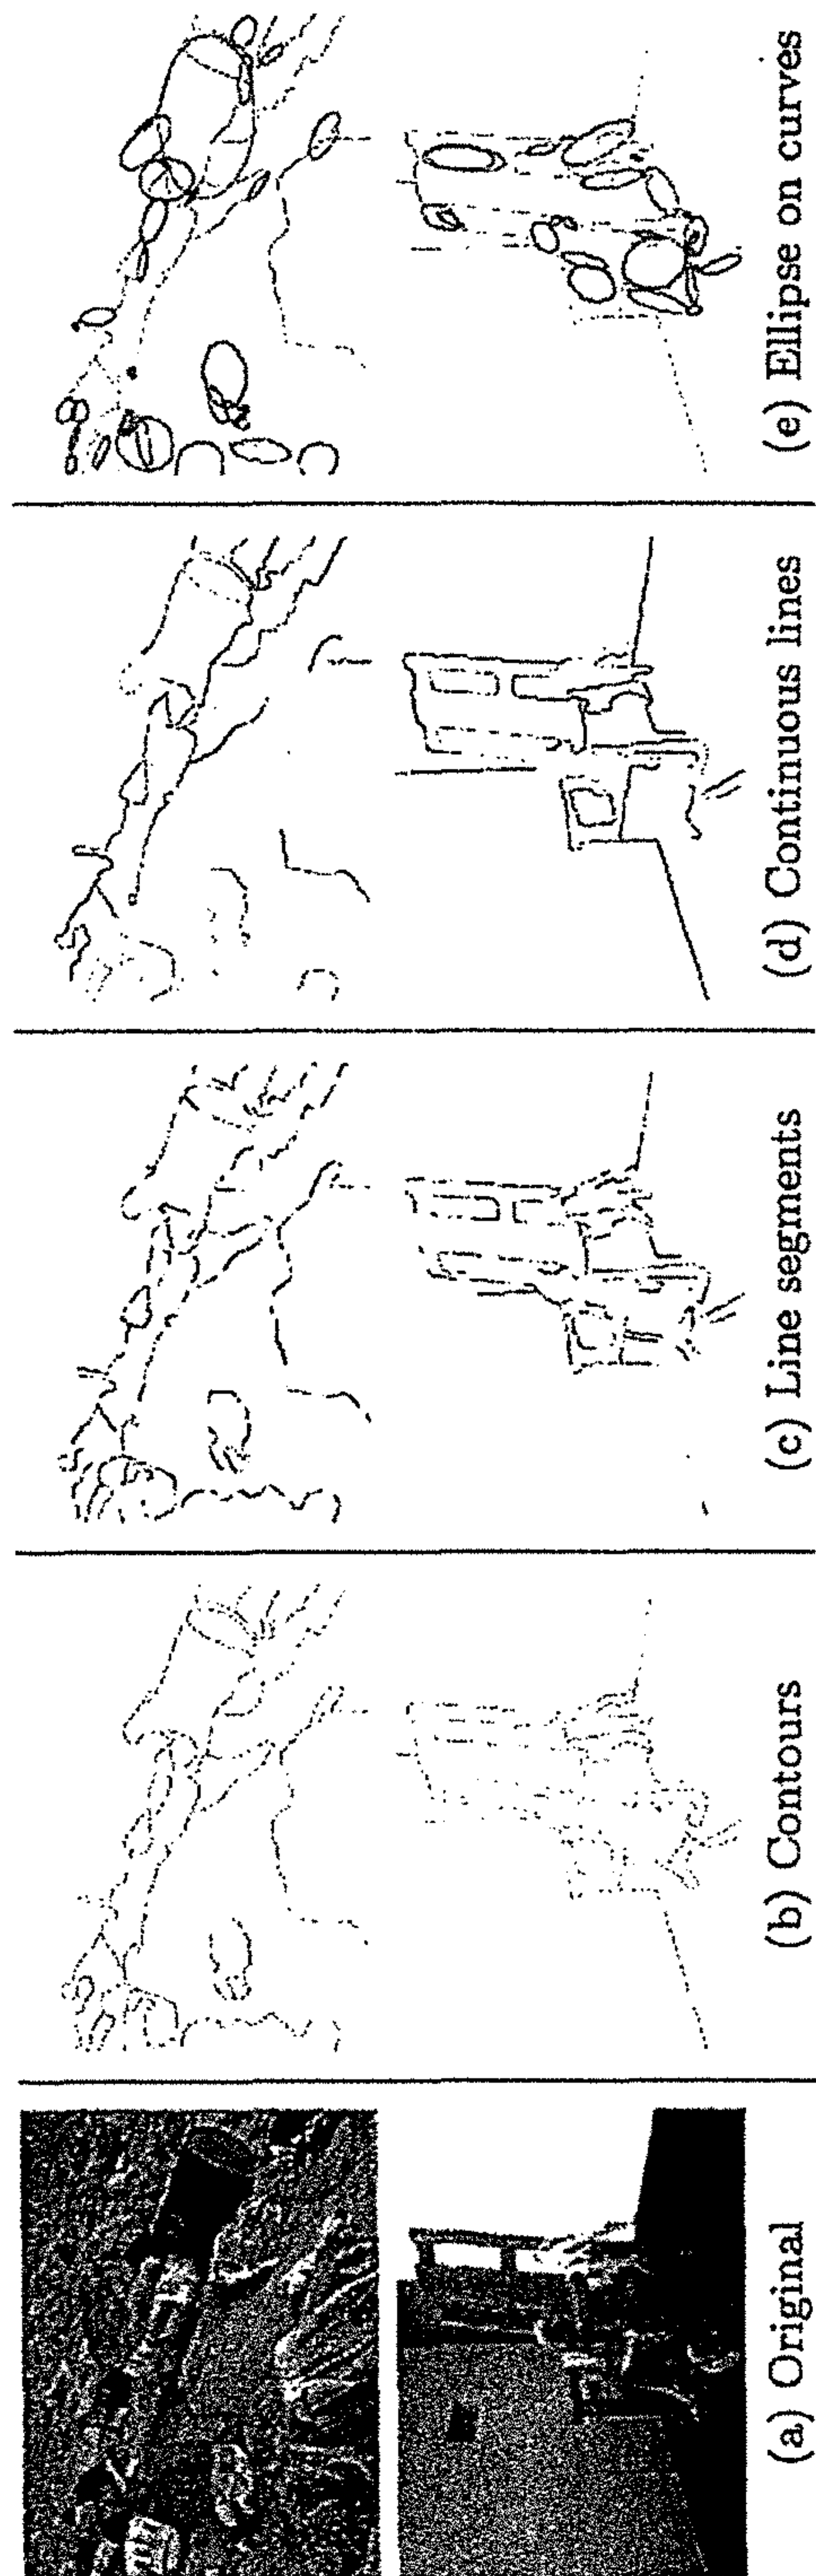 (a) Original
(b) Contours
(c) Line segments
(d) Continuous lines
(e) Ellipse on curves